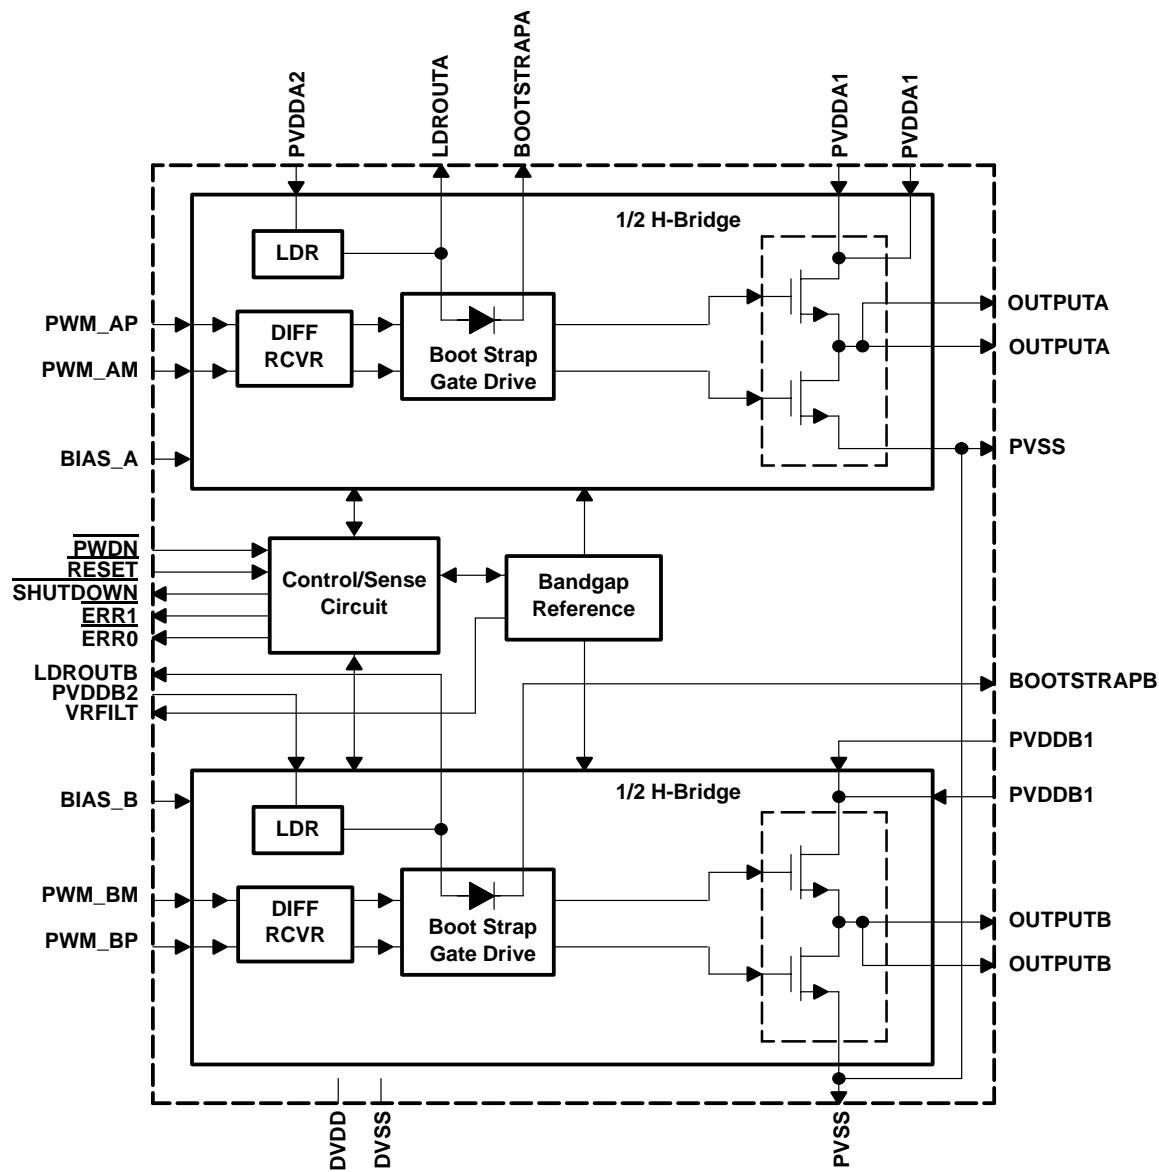 PVDDA2
LDROUTA
BOOTSTRAPA
PVDDA1
PVDDA1
1/2 H-Bridge
LDR
PWM_AP
PWM_AM
DIFF
RCVR
Boot Strap
Gate Drive
OUTPUTA
OUTPUTA
BIAS_A
PVSS
PWDN
RESET
SHUTDOWN
ERR1
ERR0
Control/Sense
Circuit
Bandgap
Reference
LDROUTB
PVDDB2
VRFILT
BOOTSTRAPB
PVDDB1
PVDDB1
BIAS_B
1/2 H-Bridge
LDR
PWM_BM
PWM_BP
DIFF
RCVR
Boot Strap
Gate Drive
OUTPUTB
OUTPUTB
DVDD
DVSS
PVSS